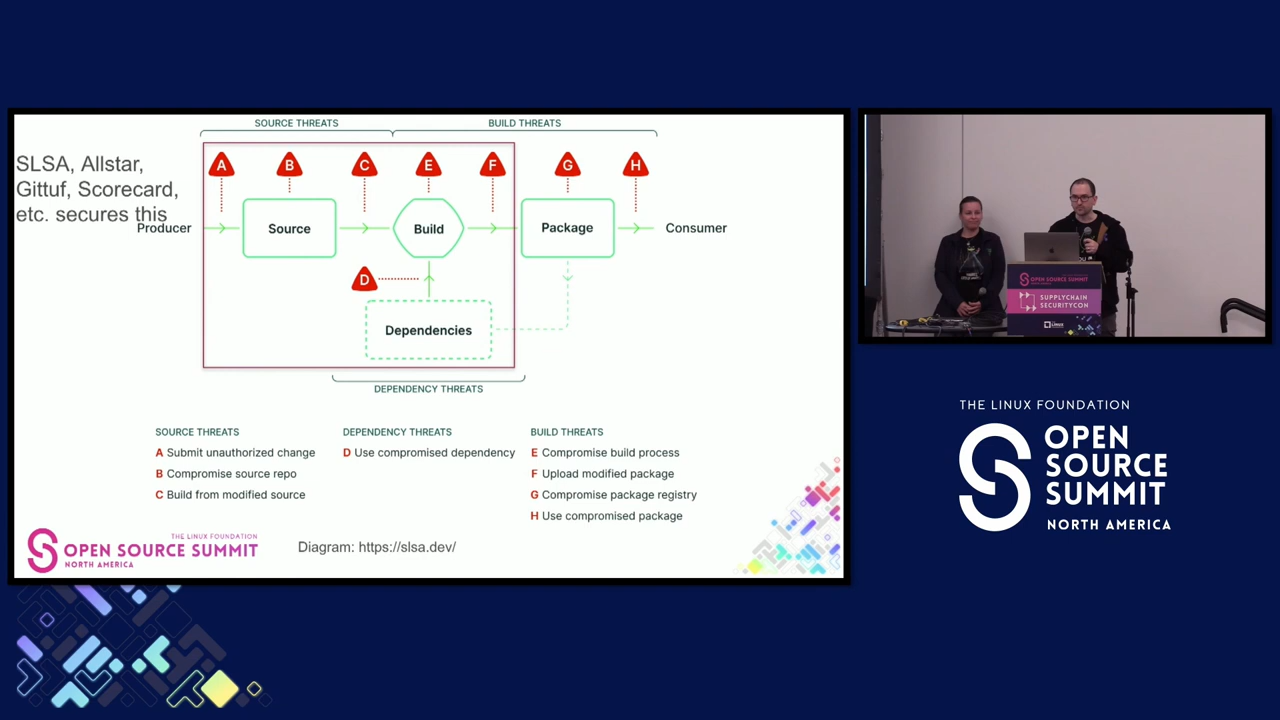 SOURCE THREATS
BUILD THREATS
SLSA, Allstar,
Gittuf, Scorecard,
etc. secures this
A
B
C
E
F
G
H
Producer
Source
Build
Package
Consumer
D
Dependencies
DEPENDENCY THREATS
SOURCE THREATS
A Submit unauthorized change
B Compromise source repo
C Build from modified source
DEPENDENCY THREATS
D Use compromised dependency
BUILD THREATS
E Compromise build process
F Upload modified package
G Compromise package registry
H Use compromised package
THE LINUX FOUNDATION
OPEN SOURCE SUMMIT
NORTH AMERICA
Diagram: https://slsa.dev/
OPEN SOURCE SUMMIT
SUPPLYCHAIN
SECURITYCON
THE LINUX FOUNDATION
OPEN
SOURCE
SUMMIT
NORTH AMERICA